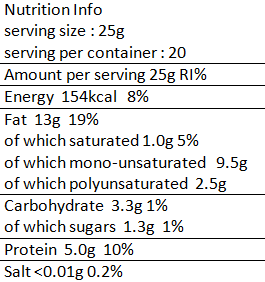 Nutrition Info
serving size : 25g
serving per container : 20
Amount per serving 25g RI%
Energy 154kcal 8%
Fat 13g 19%
of which saturated 1.0g 5%
of which mono-unsaturated 9.5g
of which polyunsaturated 2.5g
Carbohydrate 3.3g 1%
of which sugars 1.3g 1%
Protein 5.0g 10%
Salt <0.01g 0.2%